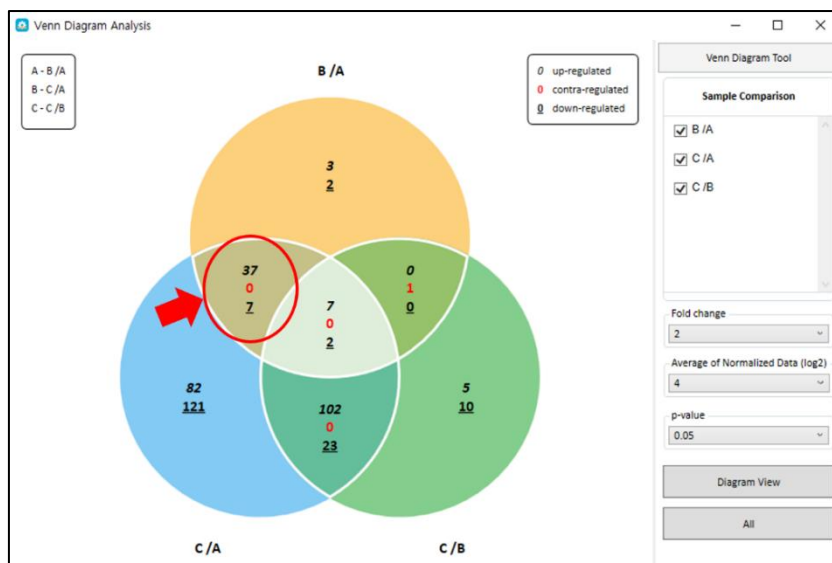 Venn Diagram Analysis
A - B /A
B - C /A
C - C /B
B /A
0 up-regulated
0 contra-regulated
0 down-regulated
3
2
37
0
7
0
1
0
7
0
2
82
121
102
0
23
5
10
C /A
C /B
Venn Diagram Tool
Sample Comparison
B /A
C /A
C /B
Fold change
2
Average of Normalized Data (log2)
4
p-value
0.05
Diagram View
All